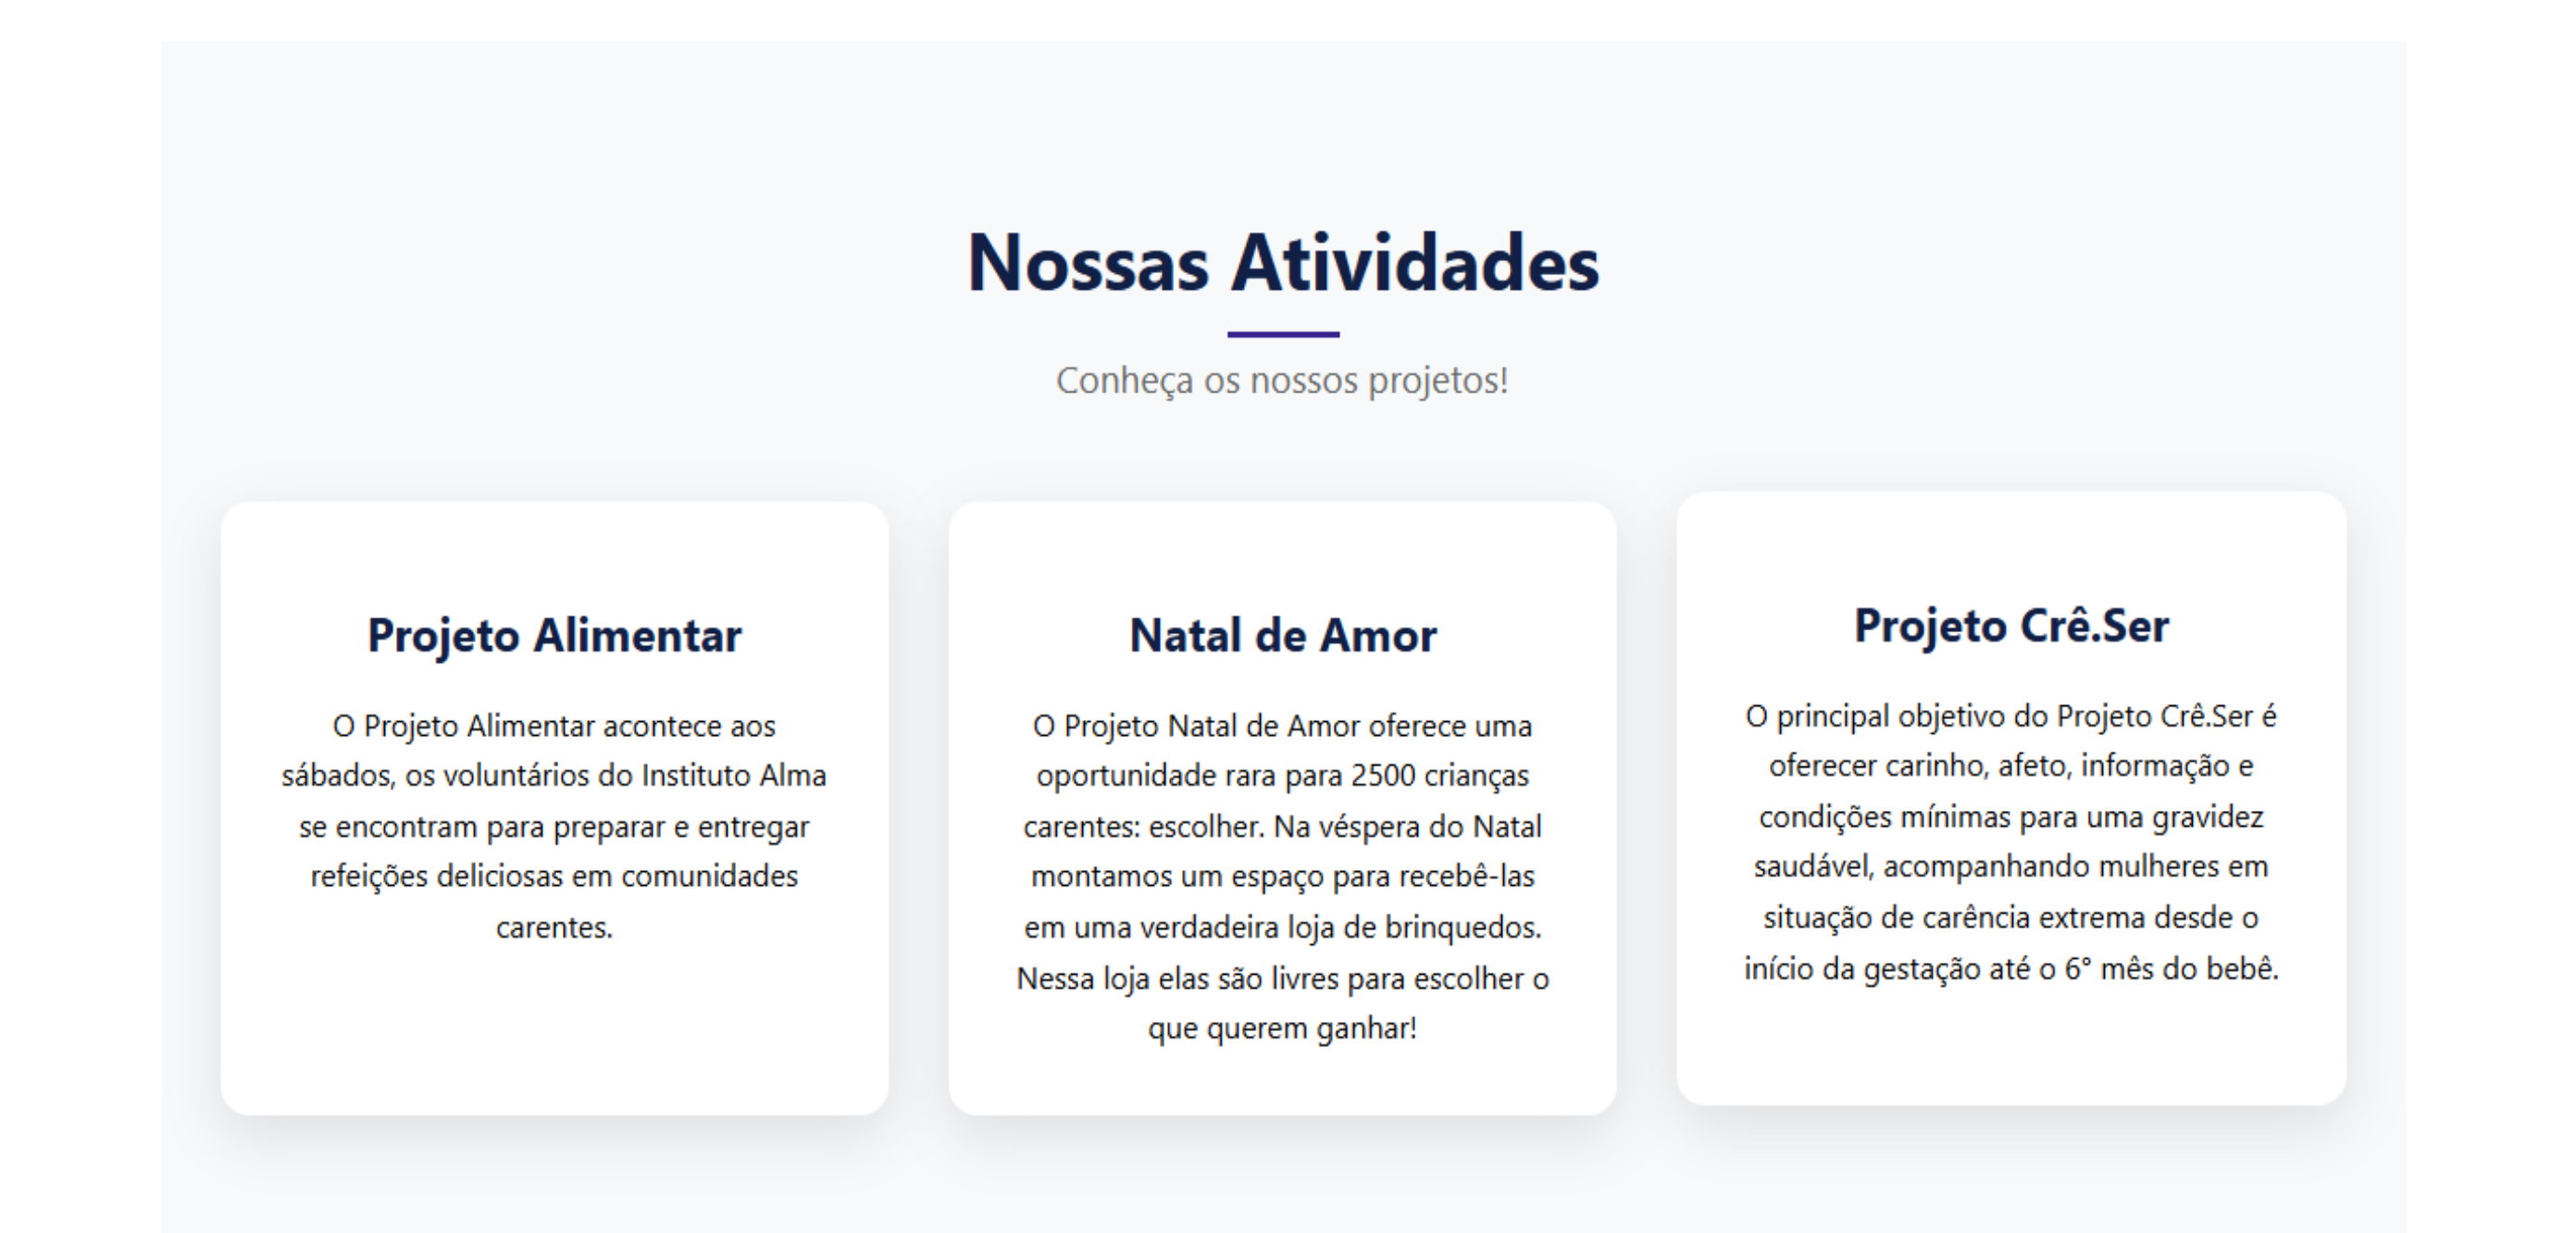 Nossas Atividades
Conheça os nossos projetos!
Projeto Alimentar
O Projeto Alimentar acontece aos
sábados, os voluntários do Instituto Alma
se encontram para preparar e entregar
refeições deliciosas em comunidades
carentes.
Natal de Amor
O Projeto Natal de Amor oferece uma
oportunidade rara para 2500 crianças
carentes: escolher. Na véspera do Natal
montamos um espaço para recebê-las
em uma verdadeira loja de brinquedos.
Nessa loja elas são livres para escolher o
que querem ganhar!
Projeto Crê.Ser
O principal objetivo do Projeto Crê.Ser é
oferecer carinho, afeto, informação e
condições mínimas para uma gravidez
saudável, acompanhando mulheres em
situação de carência extrema desde o
início da gestação até o 6° mês do bebê.